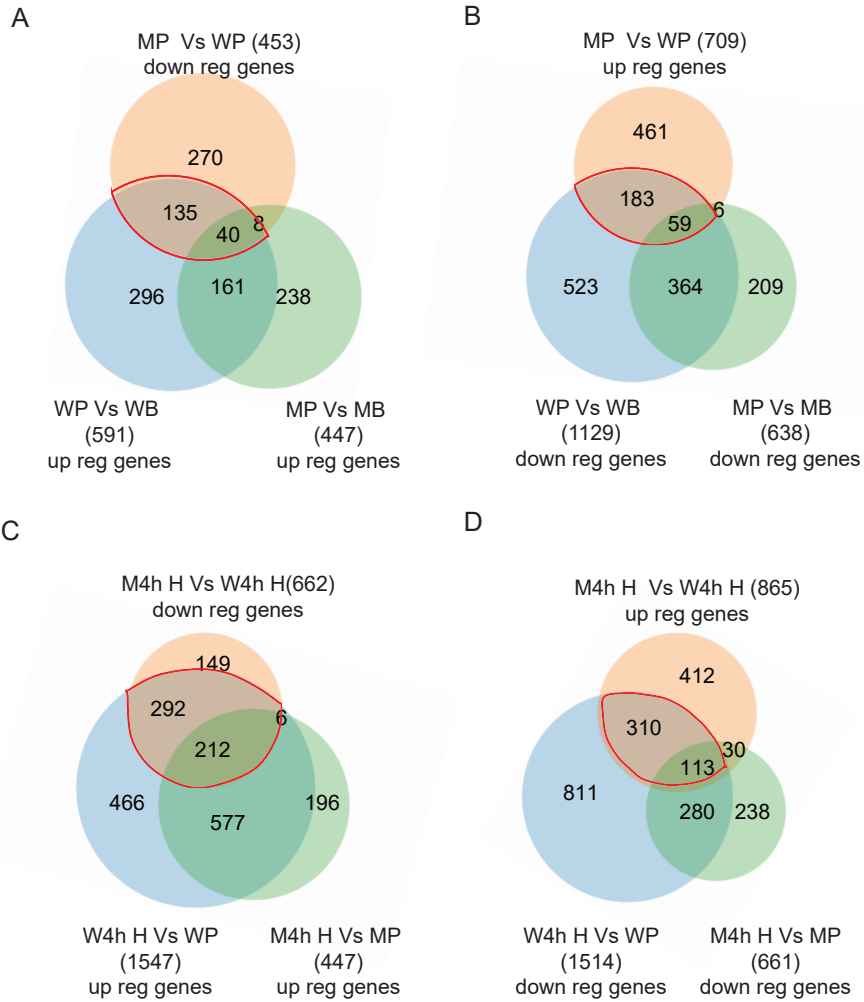 A
MP Vs WP (453)
down reg genes
270
135
8
40
296
161
238
WP Vs WB
(591)
up reg genes
MP Vs MB
(447)
up reg genes
B
MP Vs WP (709)
up reg genes
461
183
6
59
523
364
209
WP Vs WB
(1129)
down reg genes
MP Vs MB
(638)
down reg genes
C
M4h H Vs W4h H(662)
down reg genes
149
292
6
212
466
196
577
W4h H Vs WP
(1547)
up reg genes
M4h H Vs MP
(447)
up reg genes
D
M4h H Vs W4h H (865)
up reg genes
412
310
30
113
811
280
238
W4h H Vs WP
(1514)
down reg genes
M4h H Vs MP
(661)
down reg genes